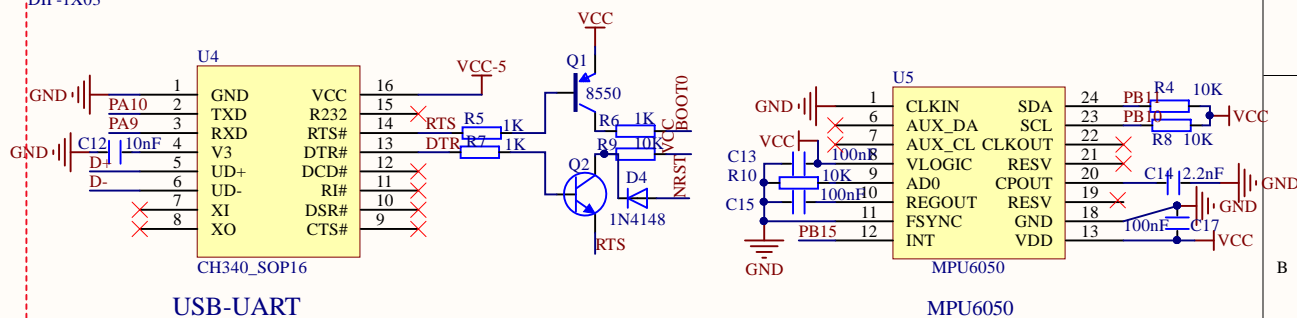 DIP-1X03
U4
1 GND VCC 16 VCC-5
GND
PA10 2 TXD R232 15
PA9 3 RXD RTS# 14 RTS R5 1K
GND C12 10nF 4 V3 DTR# 13 DTR R7 1K
D+ 5 UD+ DCD# 12
D- 6 UD- RI# 11
7 XI DSR# 10
8 XO CTS# 9
CH340_SOP16
USB-UART
VCC
Q1
8550
R6 1K BOOT0
VCC
R9 10K
Q2
D4 NRST
1N4148
RTS
U5
GND 1 CLKIN SDA 24 PB11 R4 10K
6 AUX_DA SCL 23 PB10 R8 10K VCC
VCC 7 AUX_CL CLKOUT 22
C13 100nF 8 VLOGIC RESV 21
R10 10K 9 AD0 CPOUT 20 C14 2.2nF GND
C15 100nF 10 REGOUT RESV 19
11 FSYNC GND 18 GND
100nF C17
PB15 12 INT VDD 13 VCC
GND
MPU6050
MPU6050
B